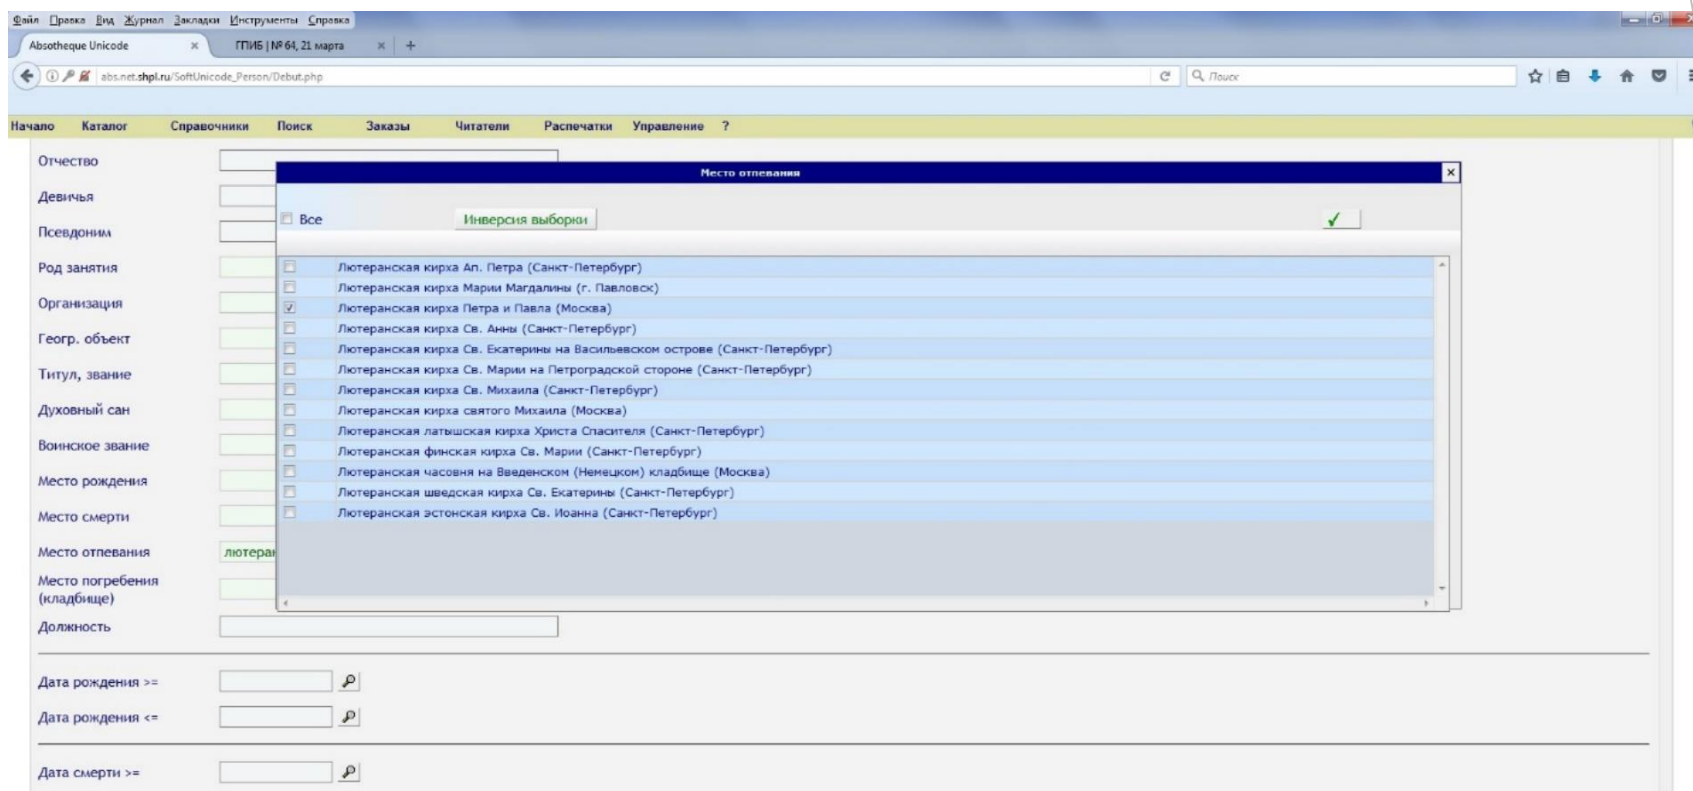 Файл Правка Вид Журнал Закладки Инструменты Справка
Absotheque Unicode × ГПИБ | № 64, 21 марта × +
abs.net.shpl.ru/SoftUnicode_Person/Debut.php Поиск
Начало Каталог Справочники Поиск Заказы Читатели Распечатки Управление ?
Отчество
Место отпевания
Девичья
Все Инверсия выборки
Псевдоним
Род занятия
Лютеранская кирха Ап. Петра (Санкт-Петербург)
Лютеранская кирха Марии Магдалины (г. Павловск)
Организация
Лютеранская кирха Петра и Павла (Москва)
Лютеранская кирха Св. Анны (Санкт-Петербург)
Геогр. объект
Лютеранская кирха Св. Екатерины на Васильевском острове (Санкт-Петербург)
Титул, звание
Лютеранская кирха Св. Марии на Петроградской стороне (Санкт-Петербург)
Лютеранская кирха Св. Михаила (Санкт-Петербург)
Духовный сан
Лютеранская кирха святого Михаила (Москва)
Лютеранская латышская кирха Христа Спасителя (Санкт-Петербург)
Воинское звание
Лютеранская финская кирха Св. Марии (Санкт-Петербург)
Лютеранская часовня на Введенском (Немецком) кладбище (Москва)
Место рождения
Лютеранская шведская кирха Св. Екатерины (Санкт-Петербург)
Место смерти
Лютеранская эстонская кирха Св. Иоанна (Санкт-Петербург)
Место отпевания лютеран
Место погребения
(кладбище)
Должность
Дата рождения >=
Дата рождения <=
Дата смерти >=